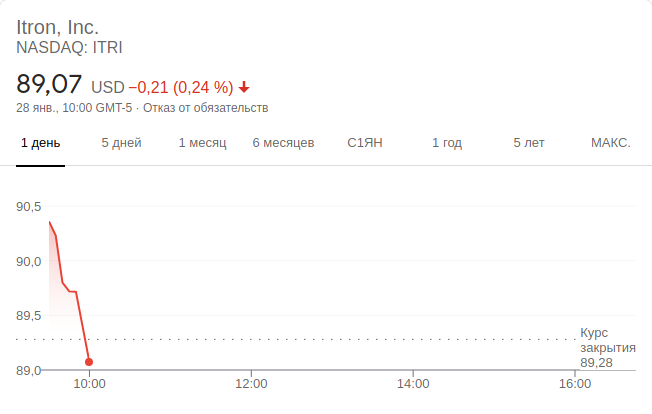 Itron, Inc.
NASDAQ: ITRI
89,07 USD −0,21 (0,24 %)
28 янв., 10:00 GMT-5 · Отказ от обязательств
1 день 5 дней 1 месяц 6 месяцев С1ЯН 1 год 5 лет МАКС.
90,5
90,0
89,5
Курс
закрытия
89,28
89,0
10:00 12:00 14:00 16:00